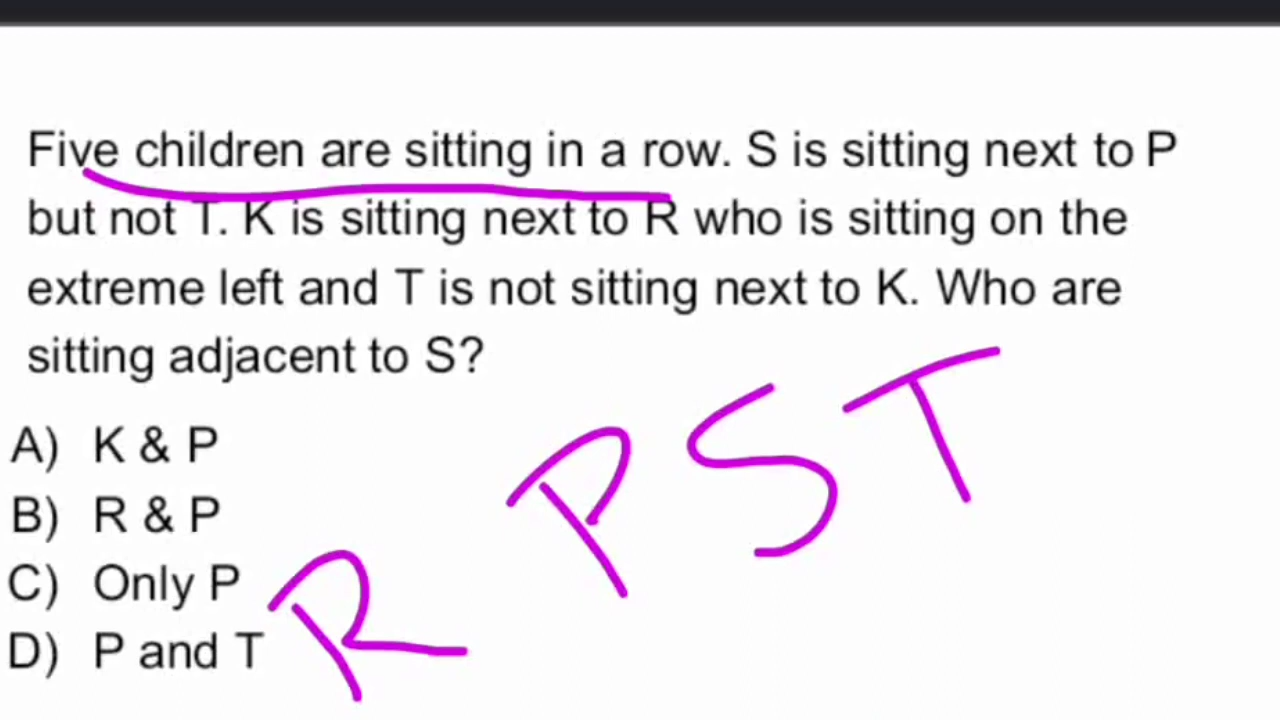 Five children are sitting in a row. S is sitting next to P
but not T. K is sitting next to R who is sitting on the
extreme left and T is not sitting next to K. Who are
sitting adjacent to S?
A) K & P
B) R & P
C) Only P
D) P and T
R P S T